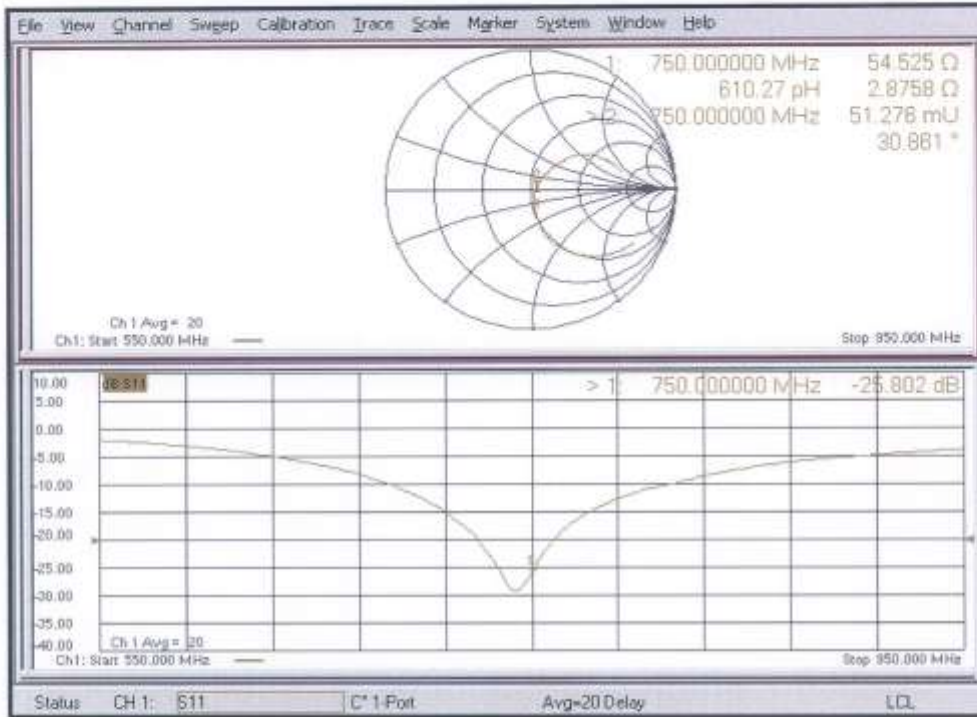 File View Channel Sweep Calibration Trace Scale Marker System Window Help
1: 750.000000 MHz 54.525 Ω
610.27 pH 2.8758 Ω
> 2: 750.000000 MHz 51.276 mU
30.861 °
Ch 1 Avg = 20
Ch1: Start 550.000 MHz
Stop 950.000 MHz
10.00 dB S11
> 1: 750.000000 MHz -25.802 dB
5.00
0.00
-5.00
-10.00
-15.00
-20.00
-25.00
-30.00
-35.00
-40.00
Ch 1 Avg = 20
Ch1: Start 550.000 MHz
Stop 950.000 MHz
Status CH 1: S11 C* 1-Port Avg=20 Delay LCL